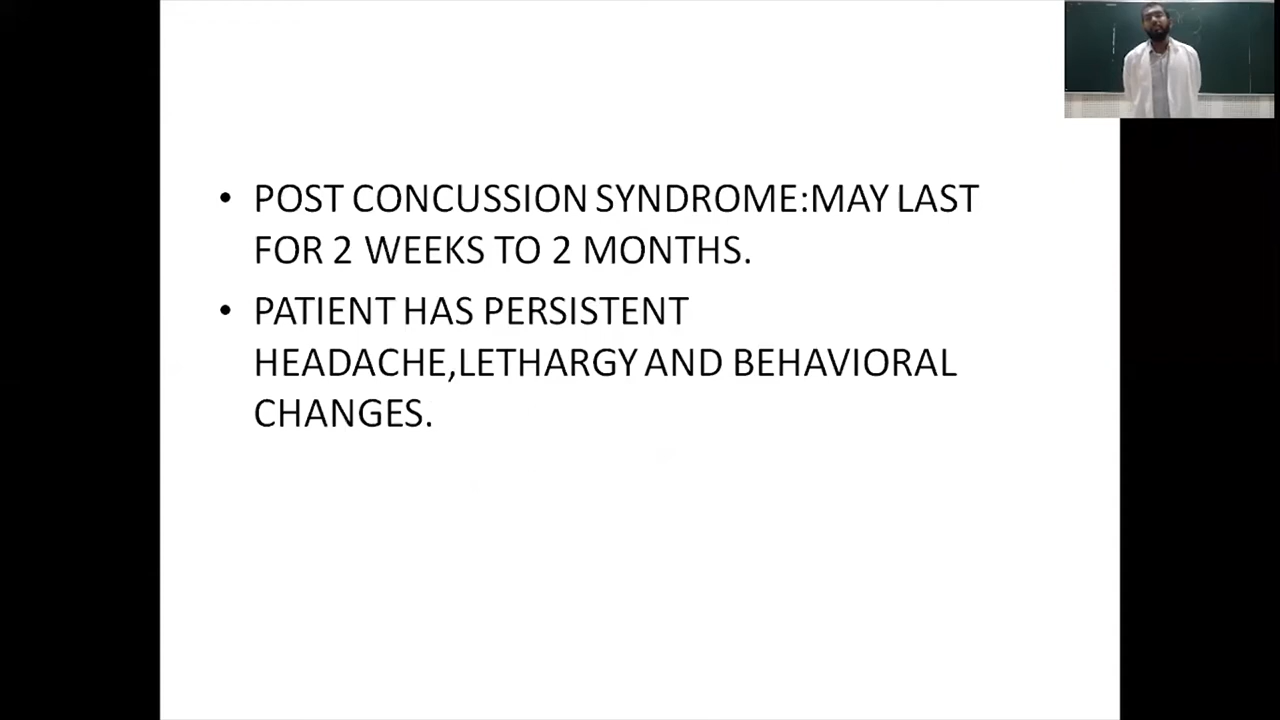 • POST CONCUSSION SYNDROME:MAY LAST
FOR 2 WEEKS TO 2 MONTHS.
• PATIENT HAS PERSISTENT
HEADACHE,LETHARGY AND BEHAVIORAL
CHANGES.